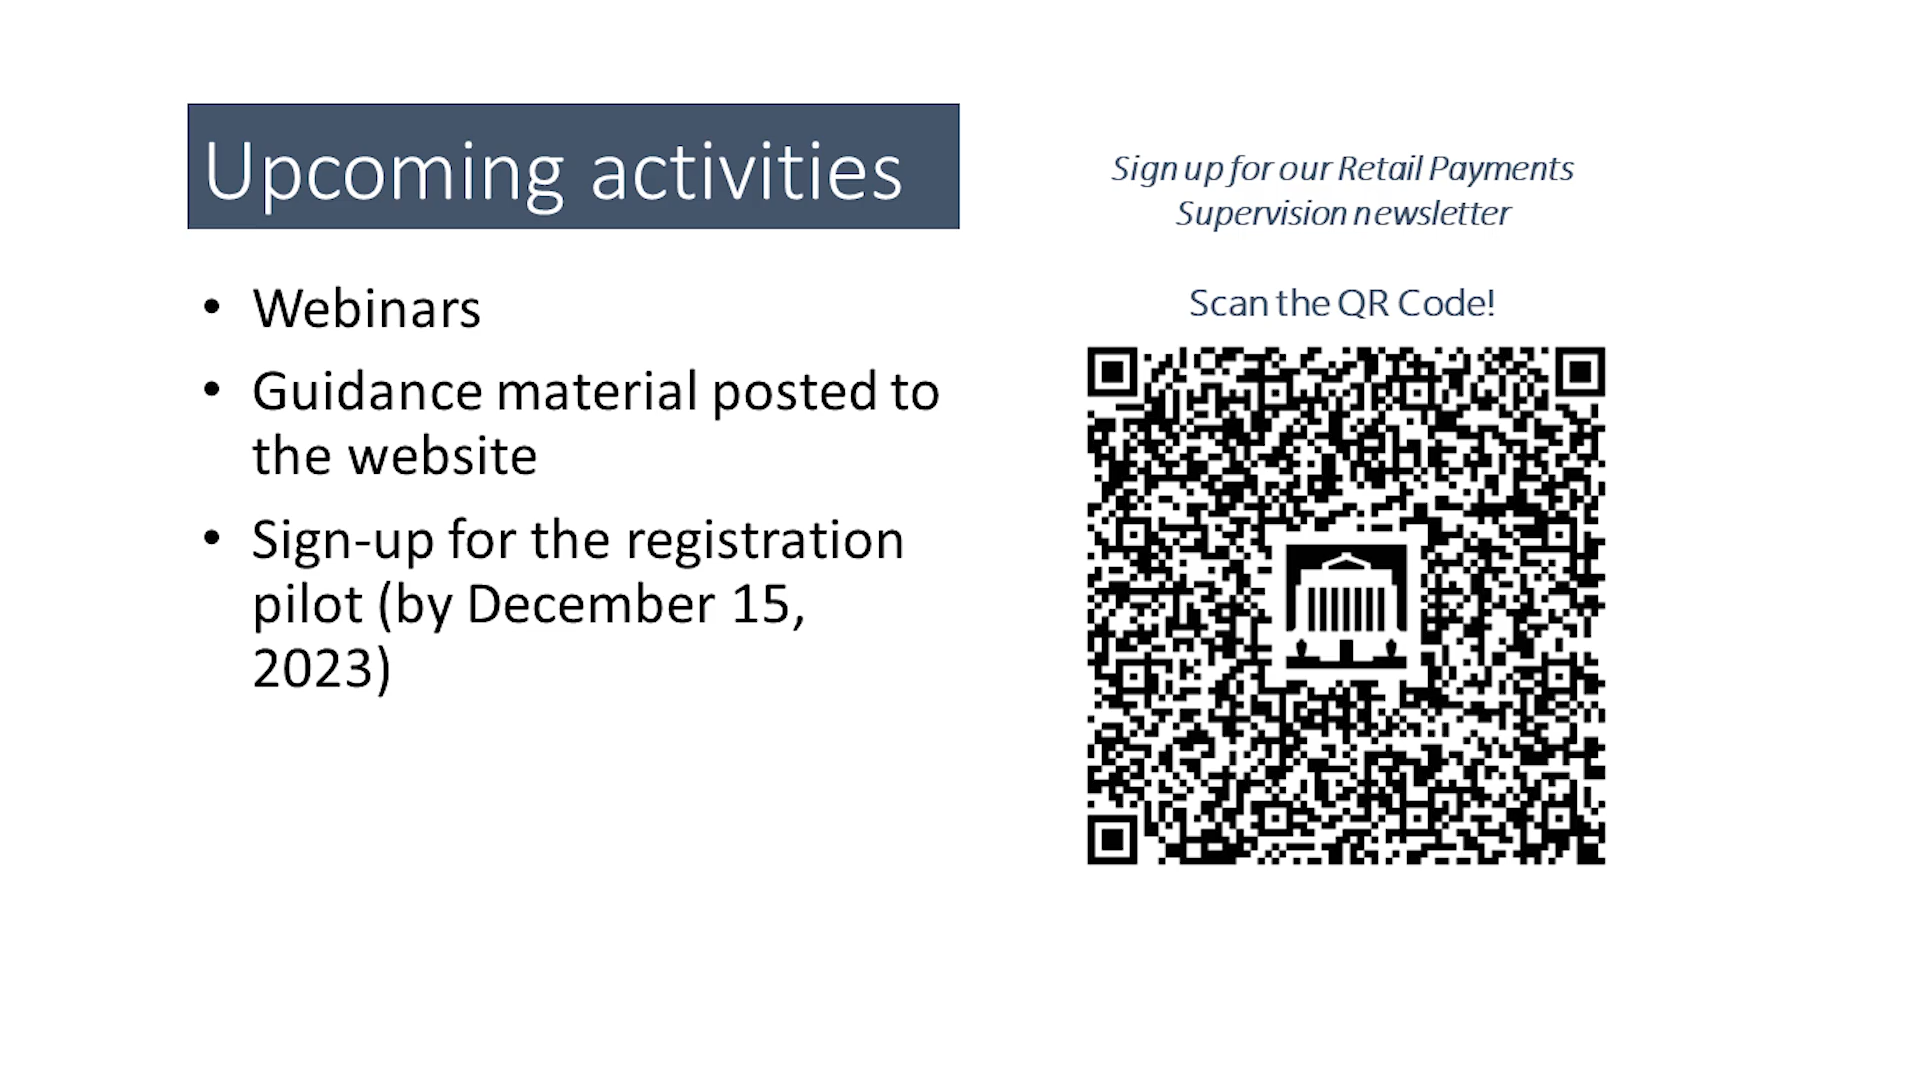 Upcoming activities
• Webinars
• Guidance material posted to
the website
• Sign-up for the registration
pilot (by December 15,
2023)
Sign up for our Retail Payments
Supervision newsletter
Scan the QR Code!